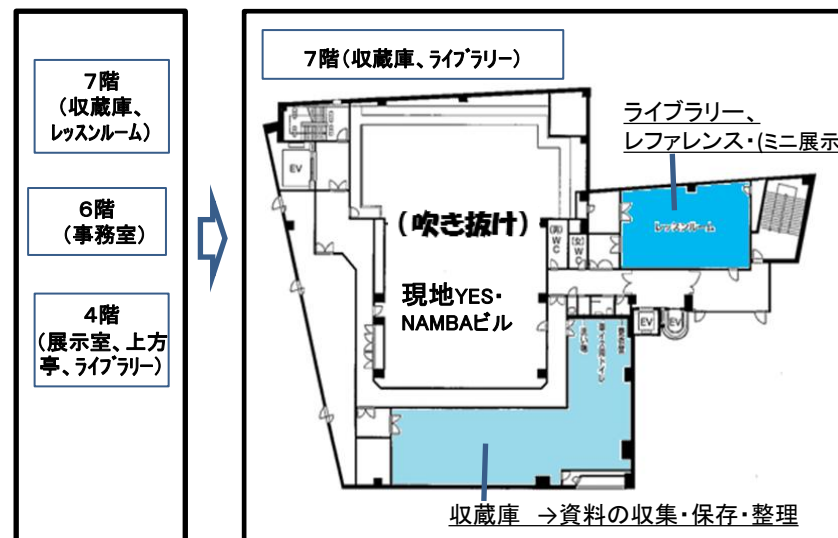 ７階
（収蔵庫、
レッスンルーム）
６階
（事務室）
４階
（展示室、上方
亭、ライブラリー）
７階（収蔵庫、ライブラリー）
ライブラリー、
レファレンス・（ミニ展示
EV
（吹き抜け）
（男）WC
（女）WC
レッスンルーム
現地YES・
NAMBAビル
EV
EV
収蔵庫　→資料の収集・保存・整理